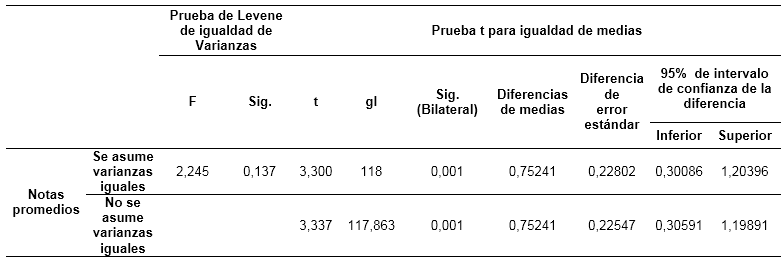 Prueba de Levene
de igualdad de
Varianzas
Prueba t para igualdad de medias
F
Sig.
t
gl
Sig.
(Bilateral)
Diferencias
de medias
Diferencia
de
error
estándar
95% de intervalo
de confianza de la
diferencia
Inferior
Superior
Notas
promedios
Se asume
varianzas
iguales
2,245 0,137 3,300 118 0,001 0,75241 0,22802 0,30086 1,20396
No se
asume
varianzas
iguales
3,337 117,863 0,001 0,75241 0,22547 0,30591 1,19891